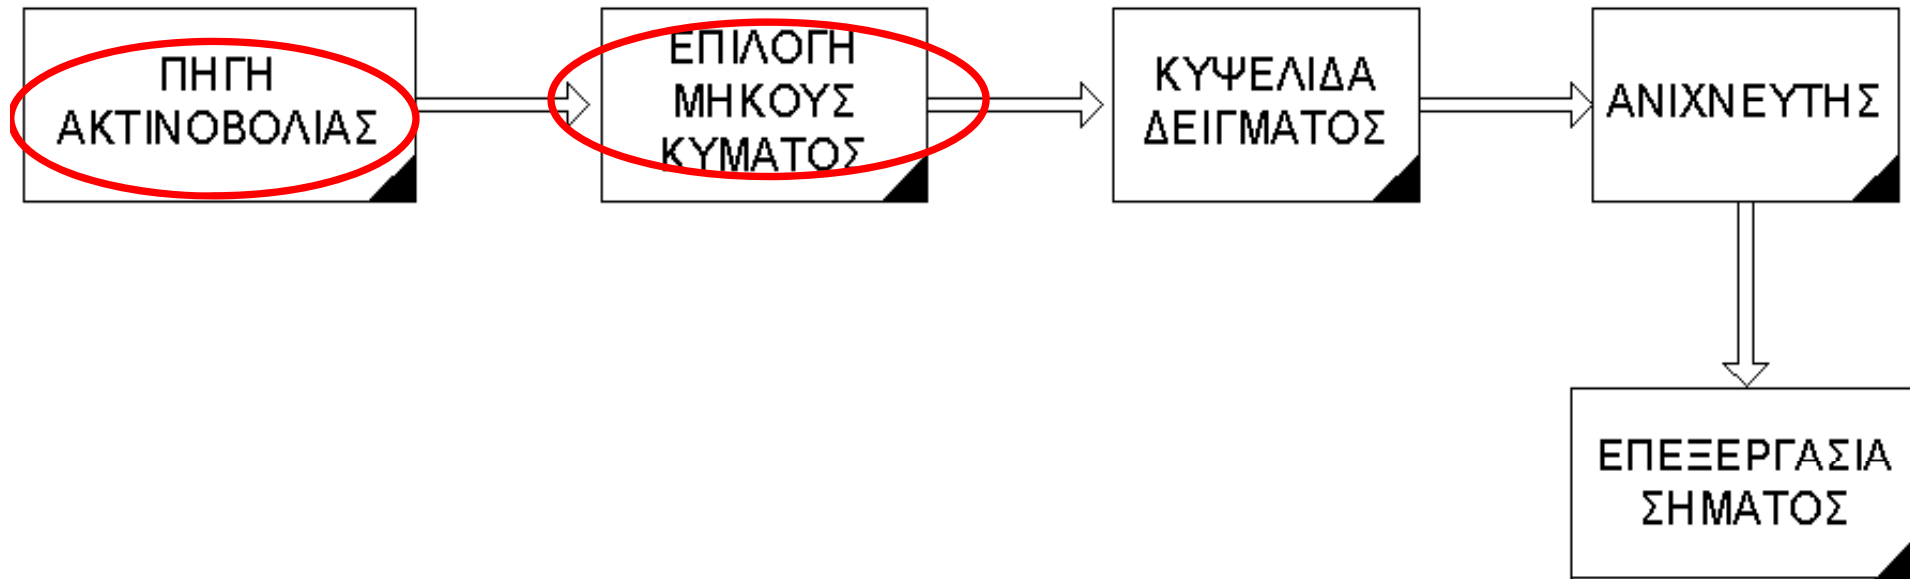 ΠΗΓΗ
ΑΚΤΙΝΟΒΟΛΙΑΣ
ΕΠΙΛΟΓΗ
ΜΗΚΟΥΣ
ΚΥΜΑΤΟΣ
ΚΥΨΕΛΙΔΑ
ΔΕΙΓΜΑΤΟΣ
ΑΝΙΧΝΕΥΤΗΣ
ΕΠΕΞΕΡΓΑΣΙΑ
ΣΗΜΑΤΟΣ